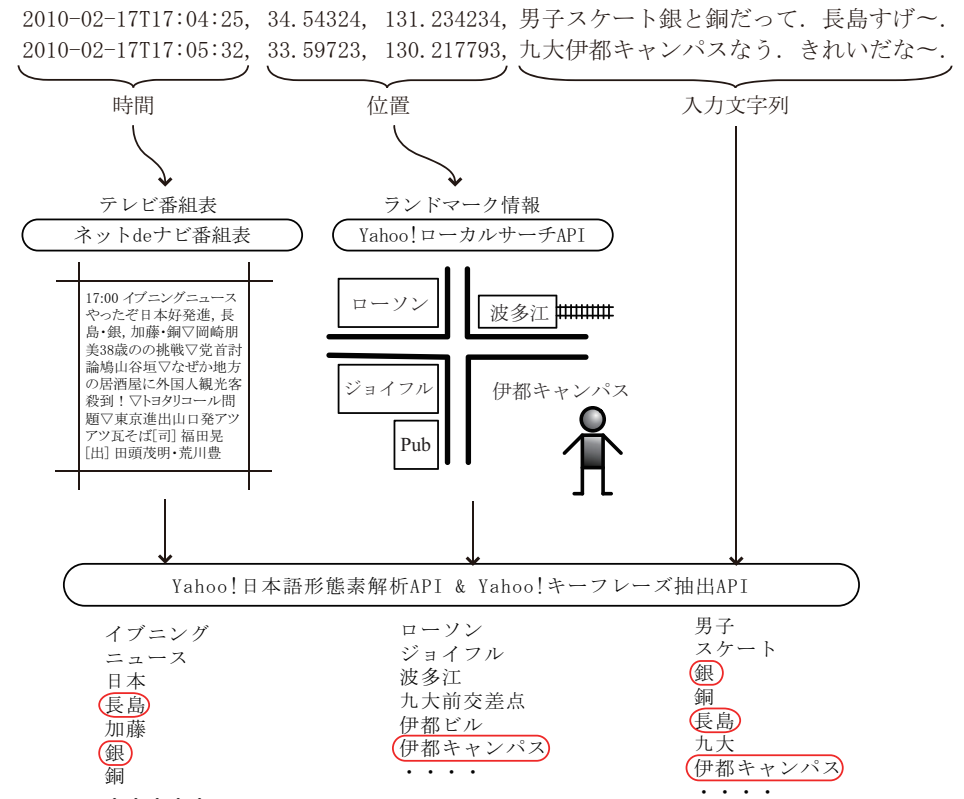 2010-02-17T17:04:25, 34.54324, 131.234234, 男子スケート銀と銅だって. 長島すげ～.
2010-02-17T17:05:32, 33.59723, 130.217793, 九大伊都キャンパスなう. きれいだな～.
時間
位置
入力文字列
テレビ番組表
ネットdeナビ番組表
ランドマーク情報
Yahoo!ローカルサーチAPI
17:00 イブニングニュース
やったぞ日本好発進, 長
島・銀, 加藤・銅▽岡崎朋
美38歳のの挑戦▽党首討
論鳩山谷垣▽なぜか地方
の居酒屋に外国人観光客
殺到！▽トヨタリコール問
題▽東京進出山口発アツ
アツ瓦そば[司] 福田晃
[出] 田頭茂明・荒川豊
ローソン
波多江
ジョイフル
Pub
伊都キャンパス
Yahoo!日本語形態素解析API & Yahoo!キーフレーズ抽出API
イブニング
ニュース
日本
長島
加藤
銀
銅
ローソン
ジョイフル
波多江
九大前交差点
伊都ビル
伊都キャンパス
・・・・
男子
スケート
銀
銅
長島
九大
伊都キャンパス
・・・・